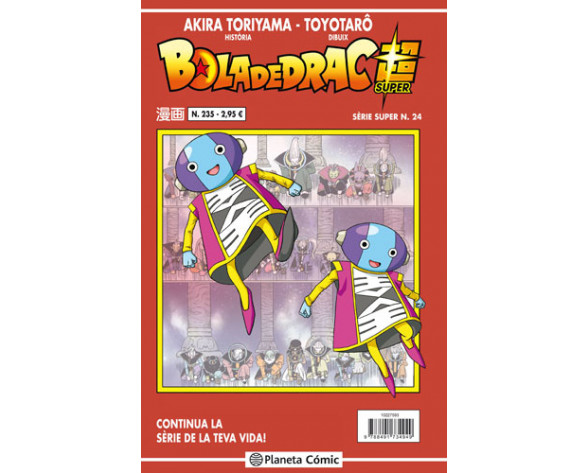 AKIRA TORIYAMA - TOYOTARÔ
HISTÒRIA DIBUIX
BOLA DE DRAC 超
SUPER
漫画 N. 235 - 2,95 € SÈRIE SUPER N. 24
CONTINUA LA
SÈRIE DE LA TEVA VIDA!
Planeta Cómic